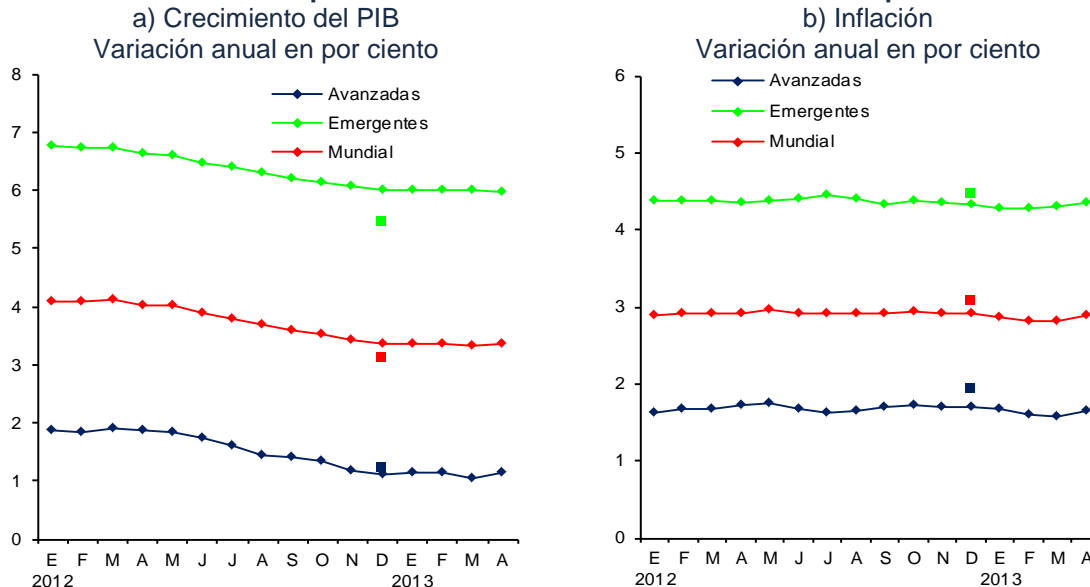 a) Crecimiento del PIB
Variación anual en por ciento
8
7
6
5
4
3
2
1
0
Avanzadas
Emergentes
Mundial
E F M A M J J A S O N D E F M A
2012 2013
b) Inflación
Variación anual en por ciento
6
5
4
3
2
1
0
Avanzadas
Emergentes
Mundial
E F M A M J J A S O N D E F M A
2012 2013